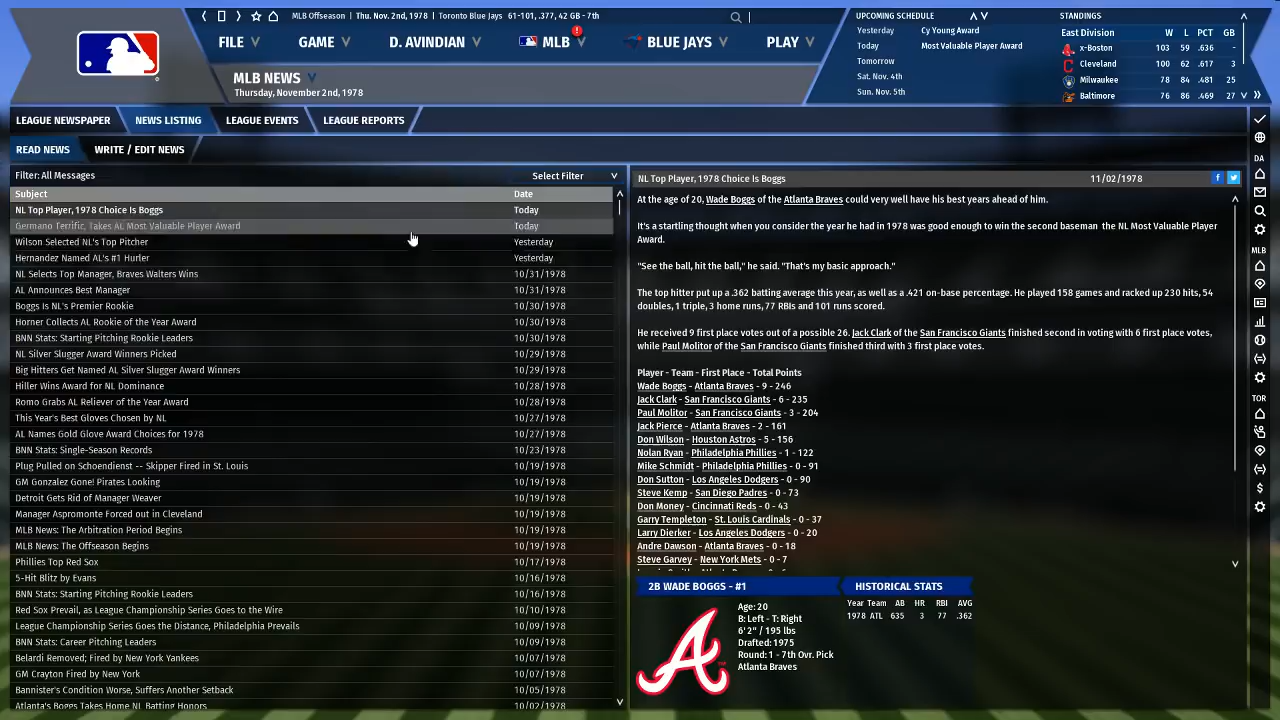 MLB Offseason | Thu. Nov. 2nd, 1978 | Toronto Blue Jays 61-101, .377, 42 GB - 7th
FILE GAME D. AVINDIAN MLB BLUE JAYS PLAY
MLB NEWS
Thursday, November 2nd, 1978
UPCOMING SCHEDULE
Yesterday Cy Young Award
Today Most Valuable Player Award
Tomorrow
Sat. Nov. 4th
Sun. Nov. 5th
STANDINGS
East Division W L PCT GB
x-Boston 103 59 .636 -
Cleveland 100 62 .617 3
Milwaukee 78 84 .481 25
Baltimore 76 86 .469 27
LEAGUE NEWSPAPER NEWS LISTING LEAGUE EVENTS LEAGUE REPORTS
READ NEWS WRITE / EDIT NEWS
Filter: All Messages Select Filter
Subject Date
NL Top Player, 1978 Choice Is Boggs Today
Germano Terrific, Takes AL Most Valuable Player Award Today
Wilson Selected NL's Top Pitcher Yesterday
Hernandez Named AL's #1 Hurler Yesterday
NL Selects Top Manager, Braves Walters Wins 10/31/1978
AL Announces Best Manager 10/31/1978
Boggs Is NL's Premier Rookie 10/30/1978
Horner Collects AL Rookie of the Year Award 10/30/1978
BNN Stats: Starting Pitching Rookie Leaders 10/30/1978
NL Silver Slugger Award Winners Picked 10/29/1978
Big Hitters Get Named AL Silver Slugger Award Winners 10/29/1978
Hiller Wins Award for NL Dominance 10/28/1978
Romo Grabs AL Reliever of the Year Award 10/28/1978
This Year's Best Gloves Chosen by NL 10/27/1978
AL Names Gold Glove Award Choices for 1978 10/27/1978
BNN Stats: Single-Season Records 10/23/1978
Plug Pulled on Schoendienst -- Skipper Fired in St. Louis 10/19/1978
GM Gonzalez Gone! Pirates Looking 10/19/1978
Detroit Gets Rid of Manager Weaver 10/19/1978
Manager Aspromonte Forced out in Cleveland 10/19/1978
MLB News: The Arbitration Period Begins 10/19/1978
MLB News: The Offseason Begins 10/19/1978
Phillies Top Red Sox 10/17/1978
5-Hit Blitz by Evans 10/16/1978
BNN Stats: Starting Pitching Rookie Leaders 10/16/1978
Red Sox Prevail, as League Championship Series Goes to the Wire 10/10/1978
League Championship Series Goes the Distance, Philadelphia Prevails 10/09/1978
BNN Stats: Career Pitching Leaders 10/09/1978
Belardi Removed; Fired by New York Yankees 10/07/1978
GM Crayton Fired by New York 10/07/1978
Bannister's Condition Worse, Suffers Another Setback 10/05/1978
Atlanta's Boggs Takes Home NL Batting Honors 10/02/1978
NL Top Player, 1978 Choice Is Boggs 11/02/1978
At the age of 20, Wade Boggs of the Atlanta Braves could very well have his best years ahead of him.
It's a startling thought when you consider the year he had in 1978 was good enough to win the second baseman the NL Most Valuable Player
Award.
"See the ball, hit the ball," he said. "That's my basic approach."
The top hitter put up a .362 batting average this year, as well as a .421 on-base percentage. He played 158 games and racked up 230 hits, 54
doubles, 1 triple, 3 home runs, 77 RBIs and 101 runs scored.
He received 9 first place votes out of a possible 26. Jack Clark of the San Francisco Giants finished second in voting with 6 first place votes,
while Paul Molitor of the San Francisco Giants finished third with 3 first place votes.
Player - Team - First Place - Total Points
Wade Boggs - Atlanta Braves - 9 - 246
Jack Clark - San Francisco Giants - 6 - 235
Paul Molitor - San Francisco Giants - 3 - 204
Jack Pierce - Atlanta Braves - 2 - 161
Don Wilson - Houston Astros - 5 - 156
Nolan Ryan - Philadelphia Phillies - 1 - 122
Mike Schmidt - Philadelphia Phillies - 0 - 91
Don Sutton - Los Angeles Dodgers - 0 - 90
Steve Kemp - San Diego Padres - 0 - 73
Don Money - Cincinnati Reds - 0 - 43
Garry Templeton - St. Louis Cardinals - 0 - 37
Larry Dierker - Los Angeles Dodgers - 0 - 20
Andre Dawson - Atlanta Braves - 0 - 18
Steve Garvey - New York Mets - 0 - 7
2B WADE BOGGS - #1
Age: 20
B: Left - T: Right
6' 2" / 195 lbs
Drafted: 1975
Round: 1 - 7th Ovr. Pick
Atlanta Braves
HISTORICAL STATS
Year Team AB HR RBI AVG
1978 ATL 635 3 77 .362
DA
MLB
TOR